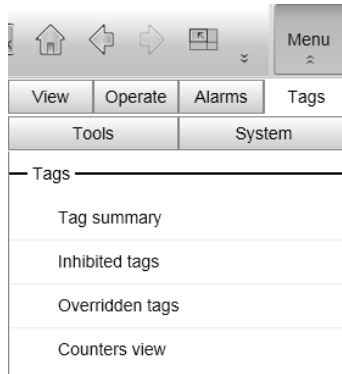 Menu
View Operate Alarms Tags
Tools System
Tags
Tag summary
Inhibited tags
Overridden tags
Counters view